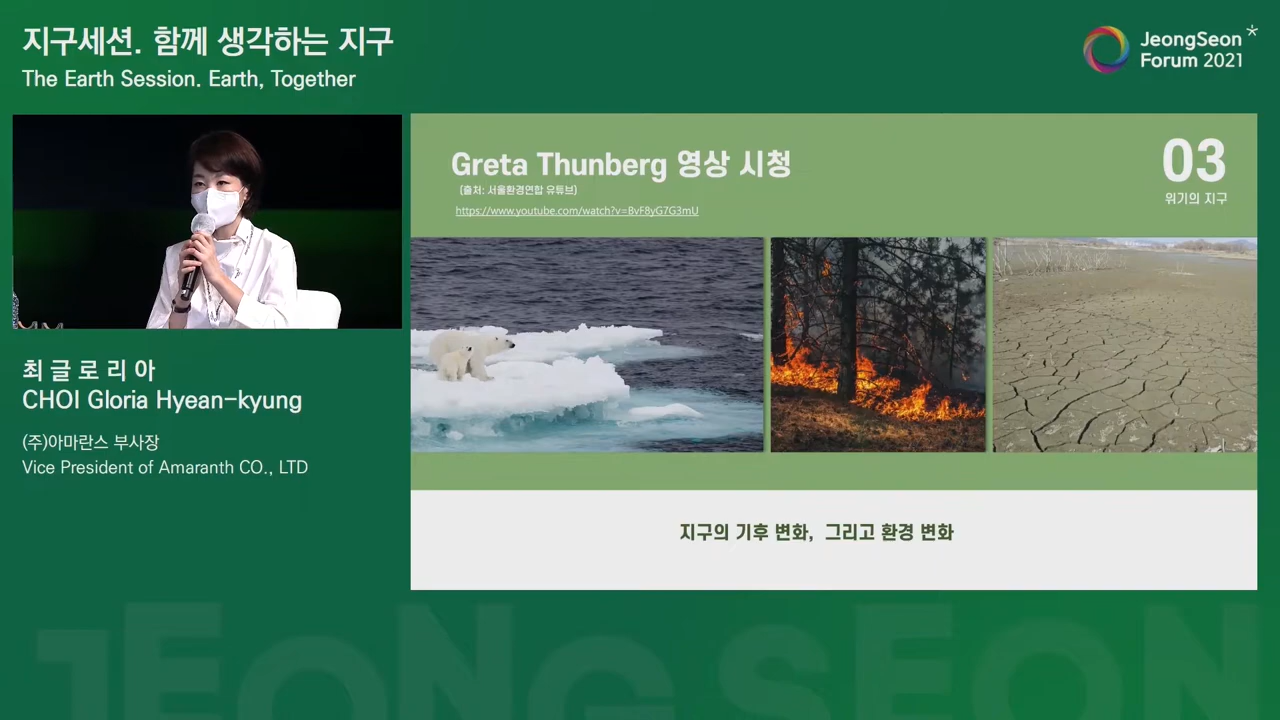 지구세션. 함께 생각하는 지구
The Earth Session. Earth, Together
JeongSeon*
Forum 2021
Greta Thunberg 영상 시청
(출처: 서울환경연합 유튜브)
https://www.youtube.com/watch?v=BvF8yG7G3mU
03
위기의 지구
최 글 로 리 아
CHOI Gloria Hyean-kyung
(주)아마란스 부사장
Vice President of Amaranth CO., LTD
지구의 기후 변화, 그리고 환경 변화
JEONG SEON